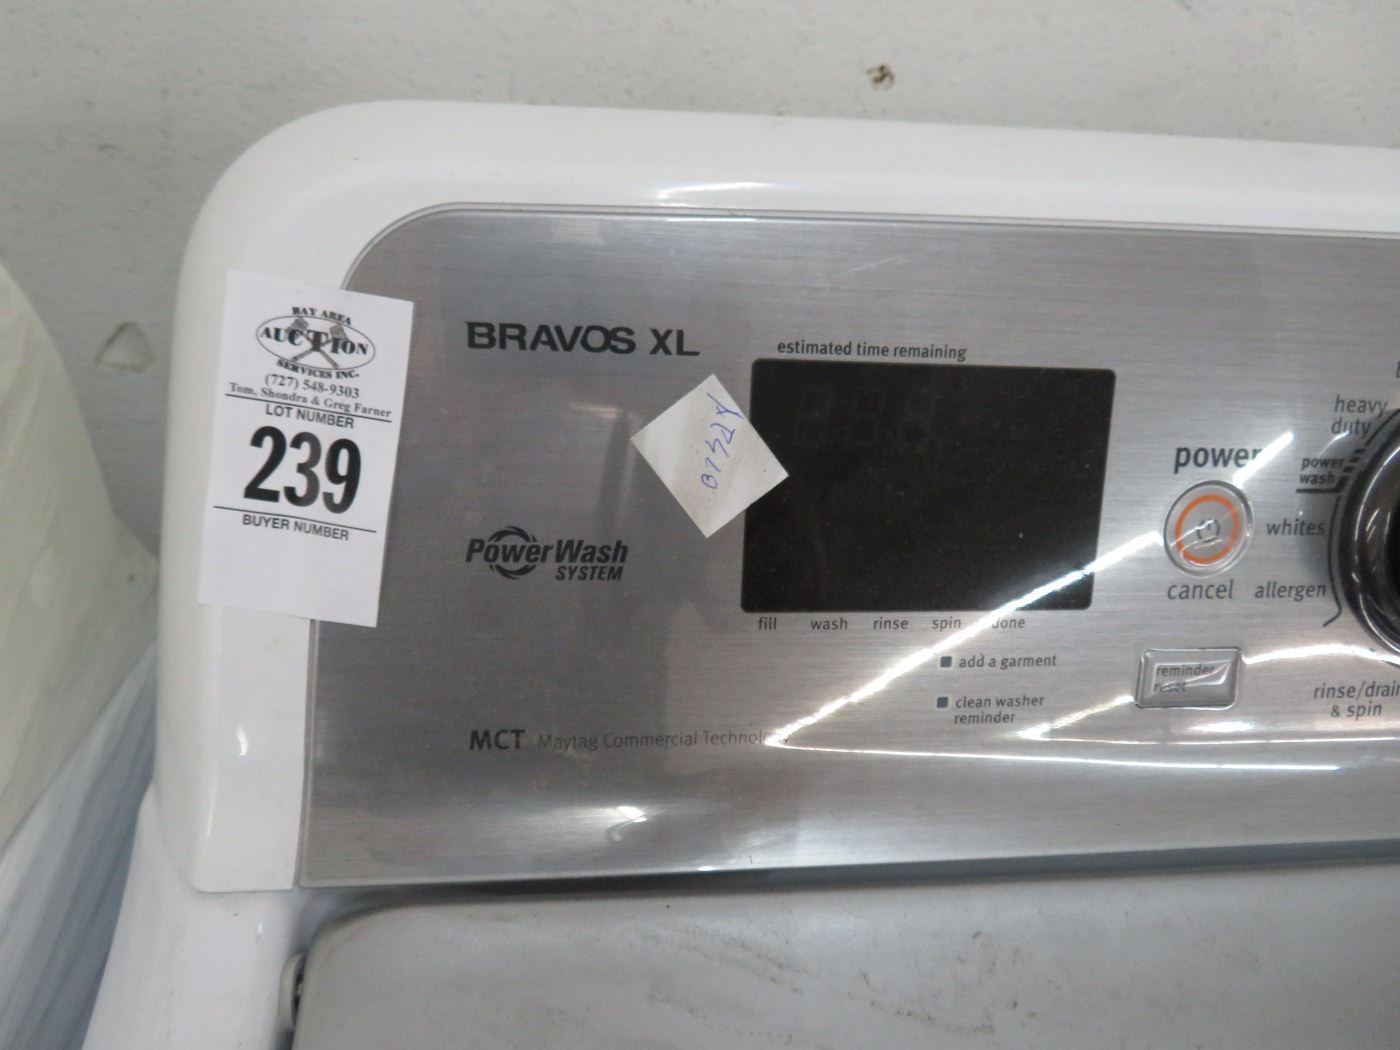 BAY AREA
AUCTION
SERVICES INC.
(727) 548-9303
Tom, Shondra & Greg Farner
LOT NUMBER
239
BUYER NUMBER
BRAVOS XL
PowerWash
SYSTEM
MCT Maytag Commercial Technology
estimated time remaining
fill wash rinse spin done
add a garment
clean washer
reminder
power
cancel
reminder
reset
heavy
duty
power
wash
whites
allergen
rinse/drain
& spin